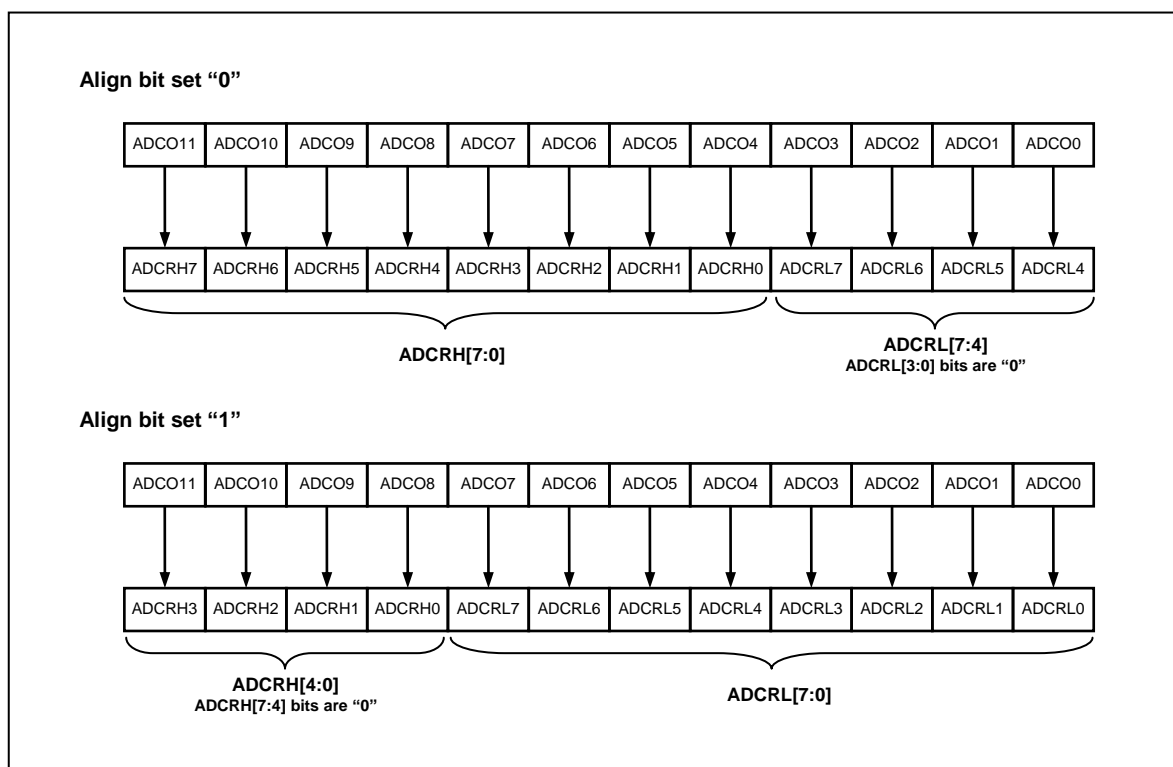 Align bit set “0”
ADCO11 ADCO10 ADCO9 ADCO8 ADCO7 ADCO6 ADCO5 ADCO4 ADCO3 ADCO2 ADCO1 ADCO0
ADCRH7 ADCRH6 ADCRH5 ADCRH4 ADCRH3 ADCRH2 ADCRH1 ADCRH0 ADCRL7 ADCRL6 ADCRL5 ADCRL4
ADCRH[7:0]
ADCRL[7:4]
ADCRL[3:0] bits are “0”
Align bit set “1”
ADCO11 ADCO10 ADCO9 ADCO8 ADCO7 ADCO6 ADCO5 ADCO4 ADCO3 ADCO2 ADCO1 ADCO0
ADCRH3 ADCRH2 ADCRH1 ADCRH0 ADCRL7 ADCRL6 ADCRL5 ADCRL4 ADCRL3 ADCRL2 ADCRL1 ADCRL0
ADCRH[4:0]
ADCRH[7:4] bits are “0”
ADCRL[7:0]